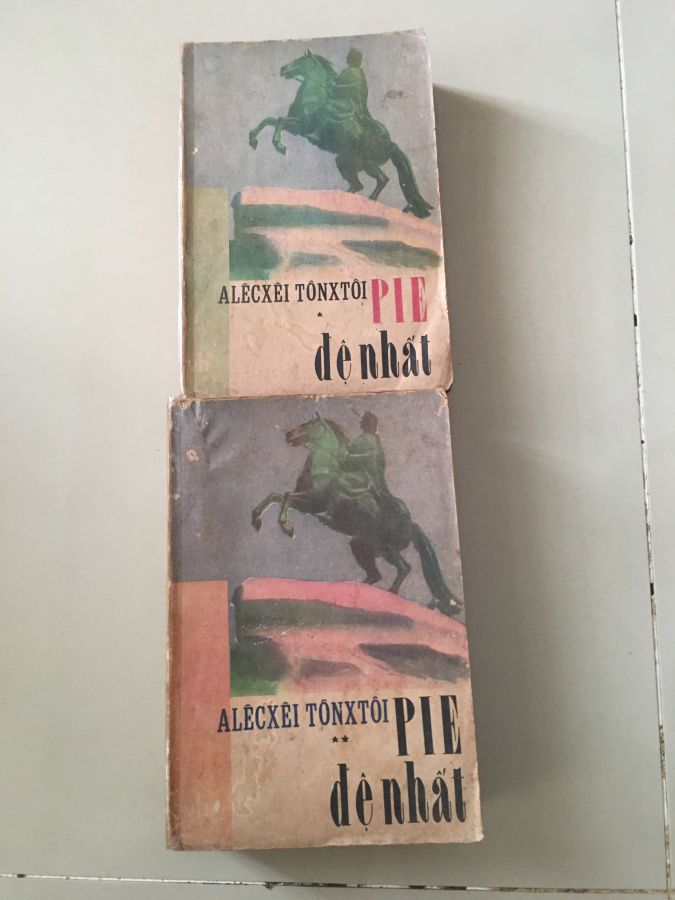 ALÊCXÊI TÔNXTÔI PIE
*
đệ nhất
ALÊCXÊI TÔNXTÔI PIE
**
đệ nhất